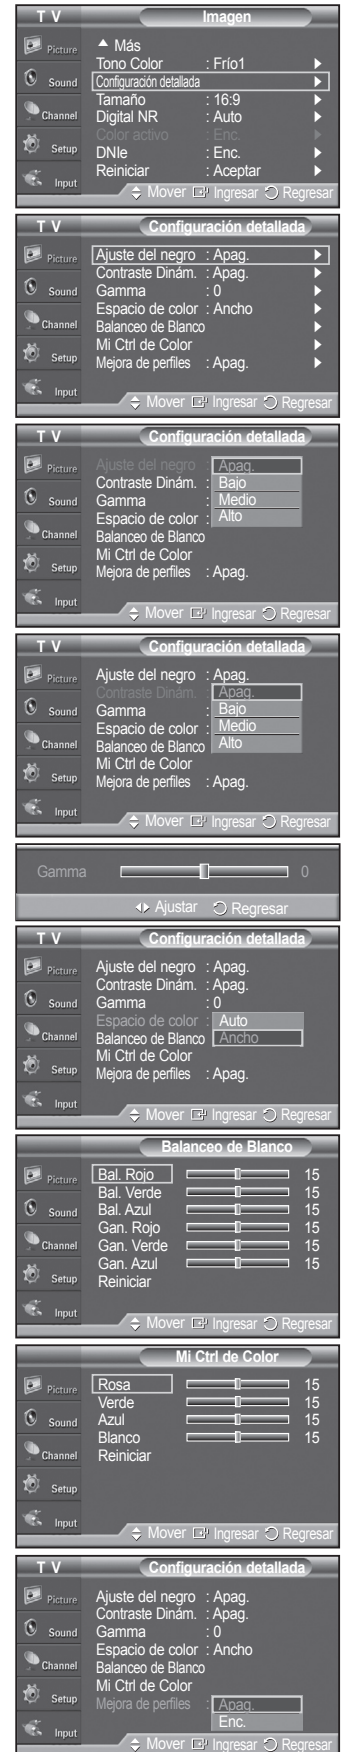 T V Imagen
Picture
Sound
Channel
Setup
Input
▲ Más
Tono Color : Frío1
Configuración detallada
Tamaño : 16:9
Digital NR : Auto
Color activo : Enc.
DNIe : Enc.
Reiniciar : Aceptar
Mover Ingresar Regresar
T V Configuración detallada
Picture
Sound
Channel
Setup
Input
Ajuste del negro : Apag.
Contraste Dinám. : Apag.
Gamma : 0
Espacio de color : Ancho
Balanceo de Blanco
Mi Ctrl de Color
Mejora de perfiles : Apag.
Mover Ingresar Regresar
T V Configuración detallada
Picture
Sound
Channel
Setup
Input
Ajuste del negro : Apag.
Contraste Dinám. : Bajo
Gamma : Medio
Espacio de color : Alto
Balanceo de Blanco
Mi Ctrl de Color
Mejora de perfiles : Apag.
Mover Ingresar Regresar
T V Configuración detallada
Picture
Sound
Channel
Setup
Input
Ajuste del negro : Apag.
Contraste Dinám. : Apag.
Gamma : Bajo
Espacio de color : Medio
Balanceo de Blanco Alto
Mi Ctrl de Color
Mejora de perfiles : Apag.
Mover Ingresar Regresar
Gamma 0
Ajustar Regresar
T V Configuración detallada
Picture
Sound
Channel
Setup
Input
Ajuste del negro : Apag.
Contraste Dinám. : Apag.
Gamma : 0
Espacio de color : Auto
Balanceo de Blanco Ancho
Mi Ctrl de Color
Mejora de perfiles : Apag.
Mover Ingresar Regresar
Balanceo de Blanco
Picture
Sound
Channel
Setup
Input
Bal. Rojo 15
Bal. Verde 15
Bal. Azul 15
Gan. Rojo 15
Gan. Verde 15
Gan. Azul 15
Reiniciar
Mover Ingresar Regresar
Mi Ctrl de Color
Picture
Sound
Channel
Setup
Input
Rosa 15
Verde 15
Azul 15
Blanco 15
Reiniciar
Mover Ingresar Regresar
T V Configuración detallada
Picture
Sound
Channel
Setup
Input
Ajuste del negro : Apag.
Contraste Dinám. : Apag.
Gamma : 0
Espacio de color : Ancho
Balanceo de Blanco
Mi Ctrl de Color
Mejora de perfiles : Apag.
Enc.
Mover Ingresar Regresar